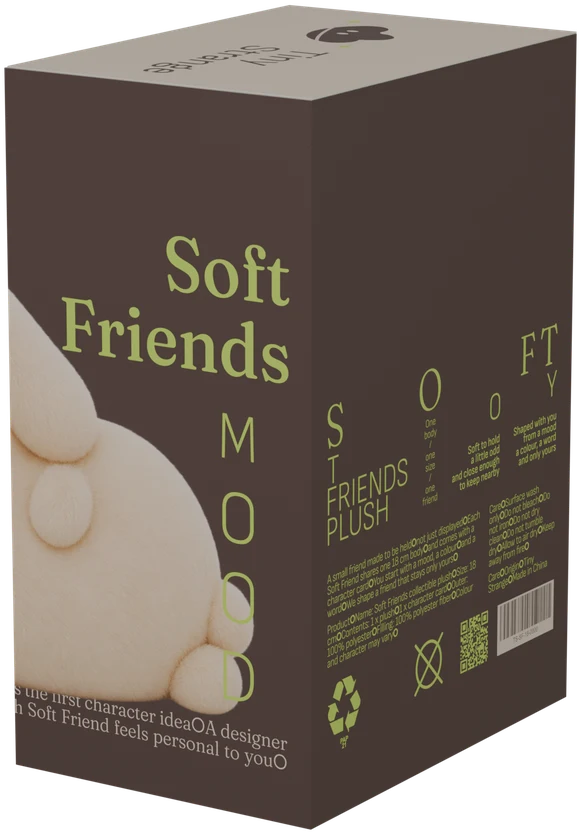 Tiny
Strange
Soft
Friends
M
O
O
D
s the first character ideaOA designer
h Soft Friend feels personal to youO
S
T
FRIENDS
PLUSH
O
One
body
/
one
size
/
one
friend
O
Soft to hold
a little odd
and close enough
to keep nearby
FT
Y
Shaped with you
from a mood
a colour, a word
and only yours
A small friend made to be heldOnot just displayedOEach
Soft Friend shares one 18 cm bodyOand comes with a
character cardOYou start with a mood, a colourOand a
wordOWe shape a friend that stays only yoursO
ProductOName: Soft Friends collectible plushOSize: 18
cmOContents: 1 x plushO1 x character cardOOuter:
100% polyesterOFilling: 100% polyester fiberOColour
and character may varyO
CareOSurface wash
onlyODo not bleachODo
not ironODo not dry
cleanODo not tumble
dryOAllow to air dryOKeep
away from fireO
CareOOriginOTiny
StrangeOMade in China
PAP
21